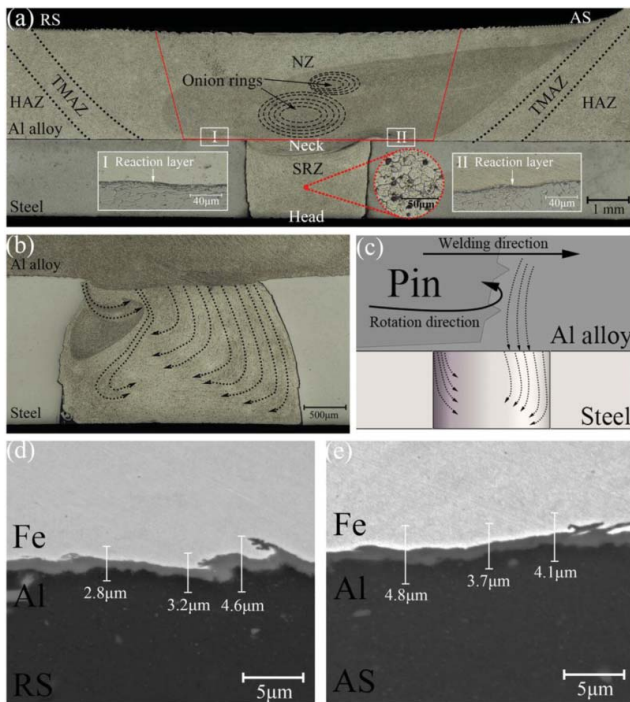 (a) RS AS
NZ
Onion rings
HAZ TMAZ TMAZ HAZ
Al alloy I Neck II
I Reaction layer SRZ II Reaction layer
40μm 50μm 40μm
Steel Head 1 mm
(b)
Al alloy
Steel 500μm
(c) Welding direction
Pin
Rotation direction
Al alloy
Steel
(d)
Fe
Al
2.8μm 3.2μm 4.6μm
RS 5μm
(e)
Fe
Al
4.8μm 3.7μm 4.1μm
AS 5μm